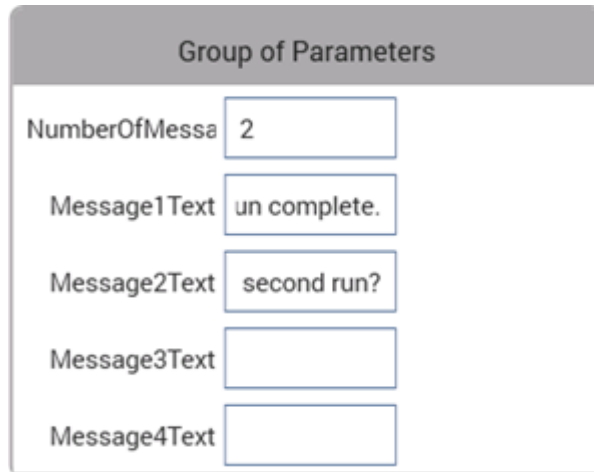 Group of Parameters
NumberOfMessa 2
Message1Text un complete.
Message2Text second run?
Message3Text
Message4Text